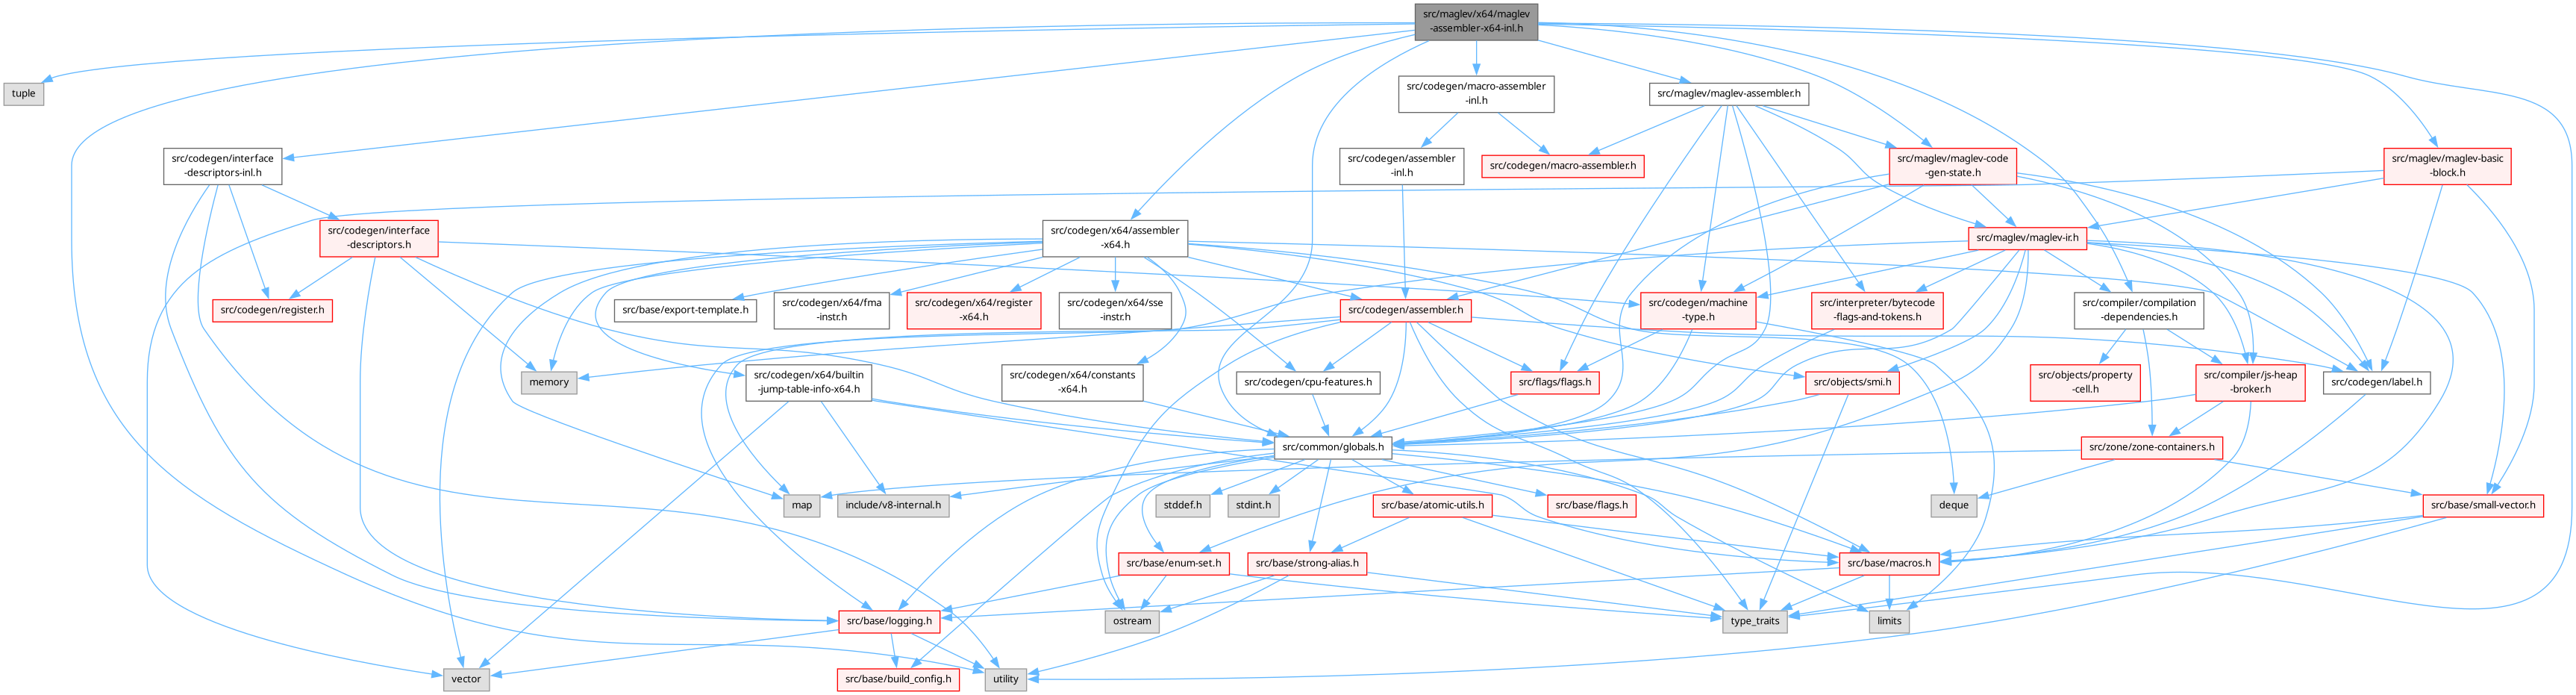 src/maglev/x64/maglev
-assembler-x64-inl.h
tuple
src/codegen/macro-assembler
-inl.h
src/maglev/maglev-assembler.h
src/codegen/interface
-descriptors-inl.h
src/codegen/assembler
-inl.h
src/codegen/macro-assembler.h
src/maglev/maglev-code
-gen-state.h
src/maglev/maglev-basic
-block.h
src/codegen/interface
-descriptors.h
src/codegen/x64/assembler
-x64.h
src/maglev/maglev-ir.h
src/codegen/register.h
src/base/export-template.h
src/codegen/x64/fma
-instr.h
src/codegen/x64/register
-x64.h
src/codegen/x64/sse
-instr.h
src/codegen/assembler.h
src/codegen/machine
-type.h
src/interpreter/bytecode
-flags-and-tokens.h
src/compiler/compilation
-dependencies.h
memory
src/codegen/x64/builtin
-jump-table-info-x64.h
src/codegen/x64/constants
-x64.h
src/codegen/cpu-features.h
src/flags/flags.h
src/objects/smi.h
src/objects/property
-cell.h
src/compiler/js-heap
-broker.h
src/codegen/label.h
src/common/globals.h
src/zone/zone-containers.h
map
include/v8-internal.h
stddef.h
stdint.h
src/base/atomic-utils.h
src/base/flags.h
deque
src/base/small-vector.h
src/base/enum-set.h
src/base/strong-alias.h
src/base/macros.h
src/base/logging.h
ostream
type_traits
limits
vector
src/base/build_config.h
utility